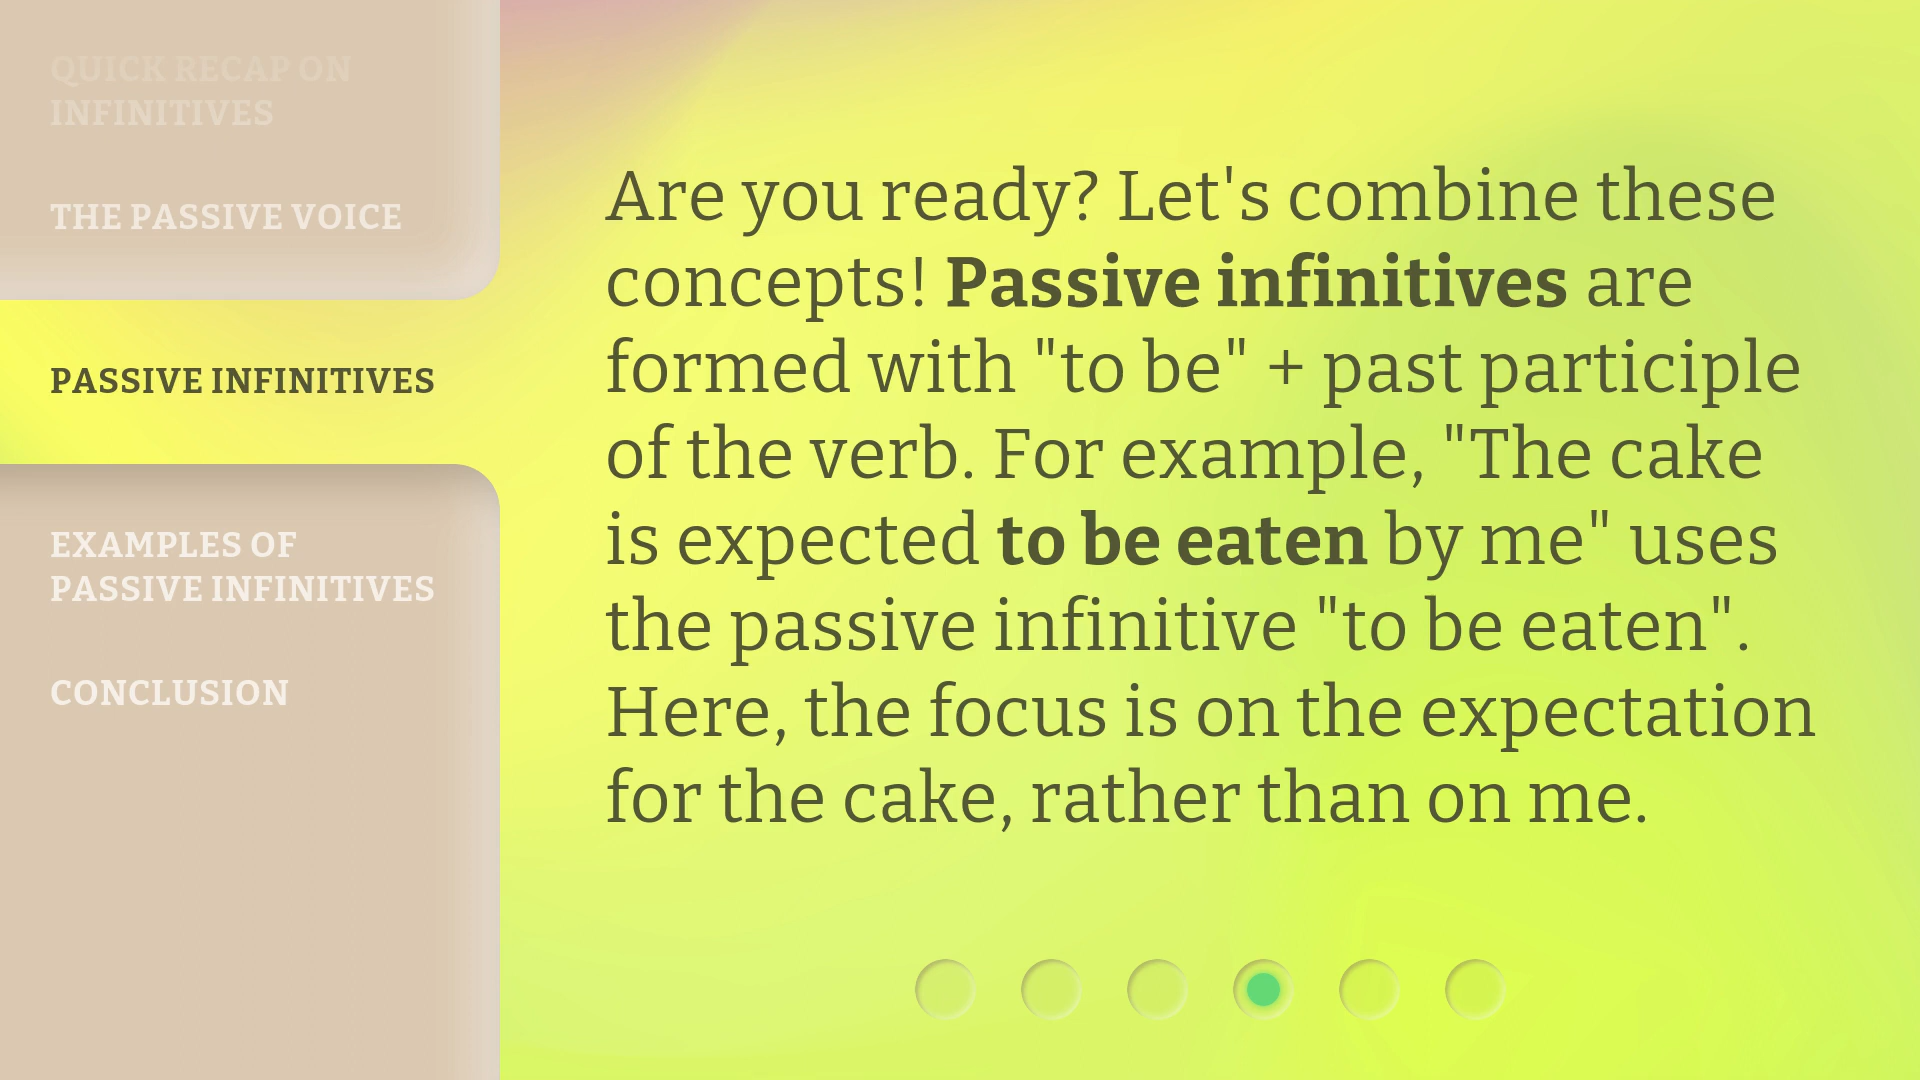 QUICK RECAP ON
INFINITIVES
THE PASSIVE VOICE
PASSIVE INFINITIVES
EXAMPLES OF
PASSIVE INFINITIVES
CONCLUSION
Are you ready? Let's combine these
concepts! Passive infinitives are
formed with "to be" + past participle
of the verb. For example, "The cake
is expected to be eaten by me" uses
the passive infinitive "to be eaten".
Here, the focus is on the expectation
for the cake, rather than on me.